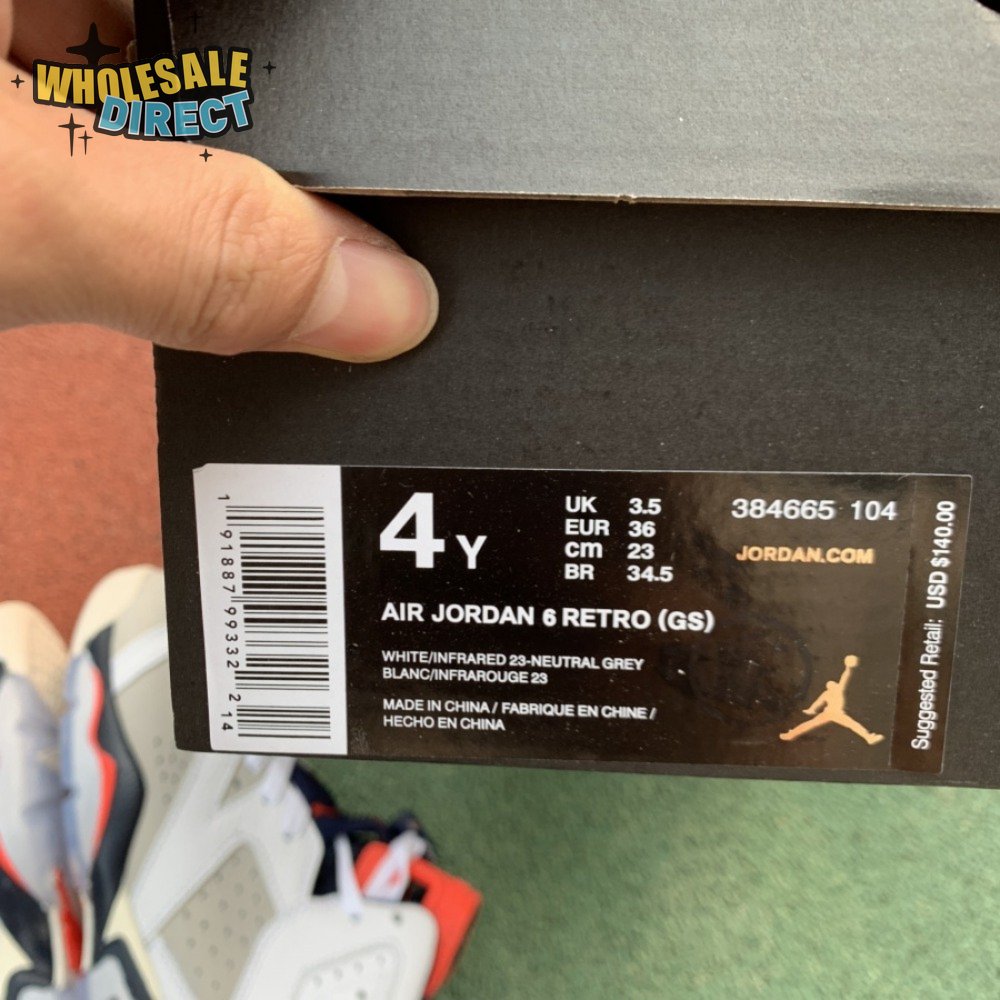 WHOLESALE
DIRECT
4 Y
UK 3.5
EUR 36
cm 23
BR 34.5
384665 104
JORDAN.COM
AIR JORDAN 6 RETRO (GS)
WHITE/INFRARED 23-NEUTRAL GREY
BLANC/INFRAROUGE 23
MADE IN CHINA / FABRIQUE EN CHINE /
HECHO EN CHINA
Suggested Retail: USD $140.00
1 91887 99332 2 14